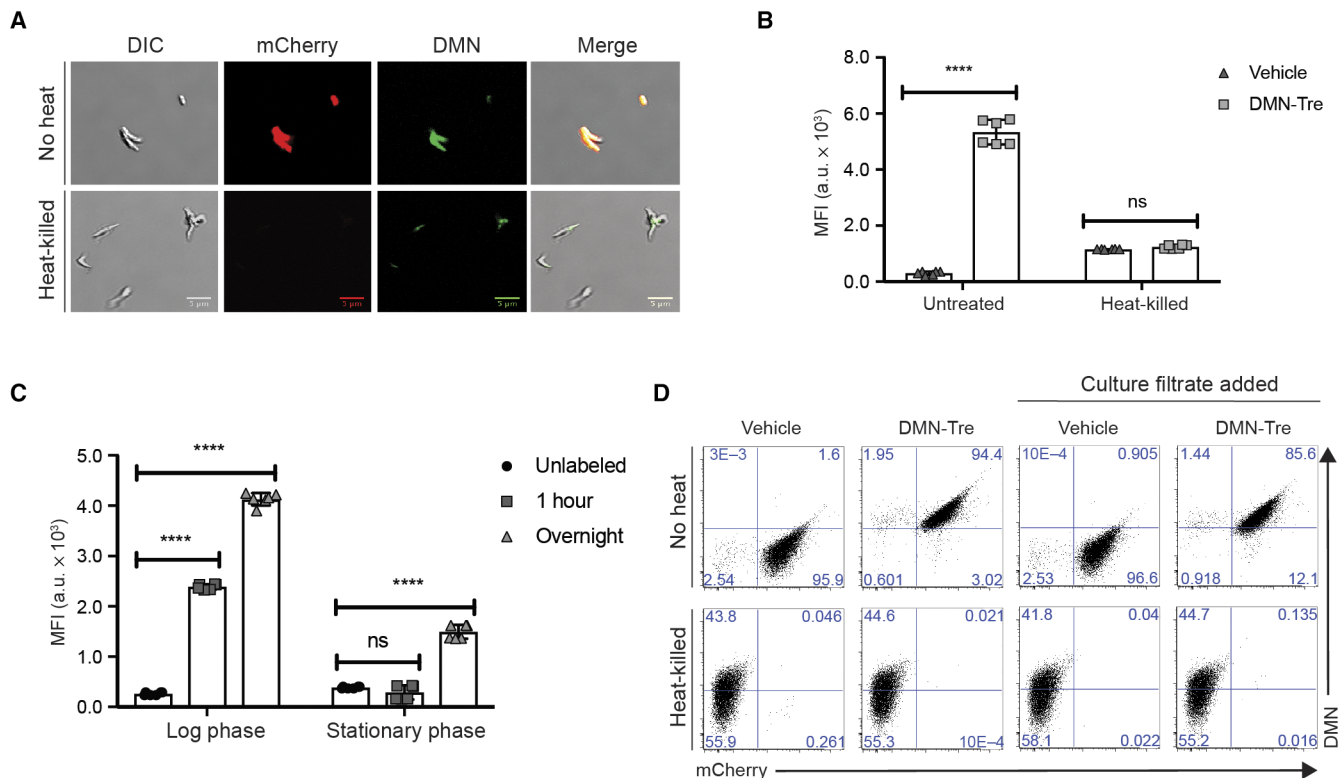 A
DIC mCherry DMN Merge
No heat
Heat-killed
5 µm 5 µm 5 µm 5 µm
B
8.0
6.0
4.0
2.0
0.0
MFI (a.u. × 10³)
****
ns
Vehicle
DMN-Tre
Untreated Heat-killed
C
5.0
4.0
3.0
2.0
1.0
0.0
MFI (a.u. × 10³)
****
****
****
ns
Unlabeled
1 hour
Overnight
Log phase Stationary phase
D
Culture filtrate added
Vehicle DMN-Tre Vehicle DMN-Tre
No heat
3E–3 1.6 1.95 94.4 10E–4 0.905 1.44 85.6
2.54 95.9 0.601 3.02 2.53 96.6 0.918 12.1
Heat-killed
43.8 0.046 44.6 0.021 41.8 0.04 44.7 0.135
55.9 0.261 55.3 10E–4 58.1 0.022 55.2 0.016
mCherry
DMN